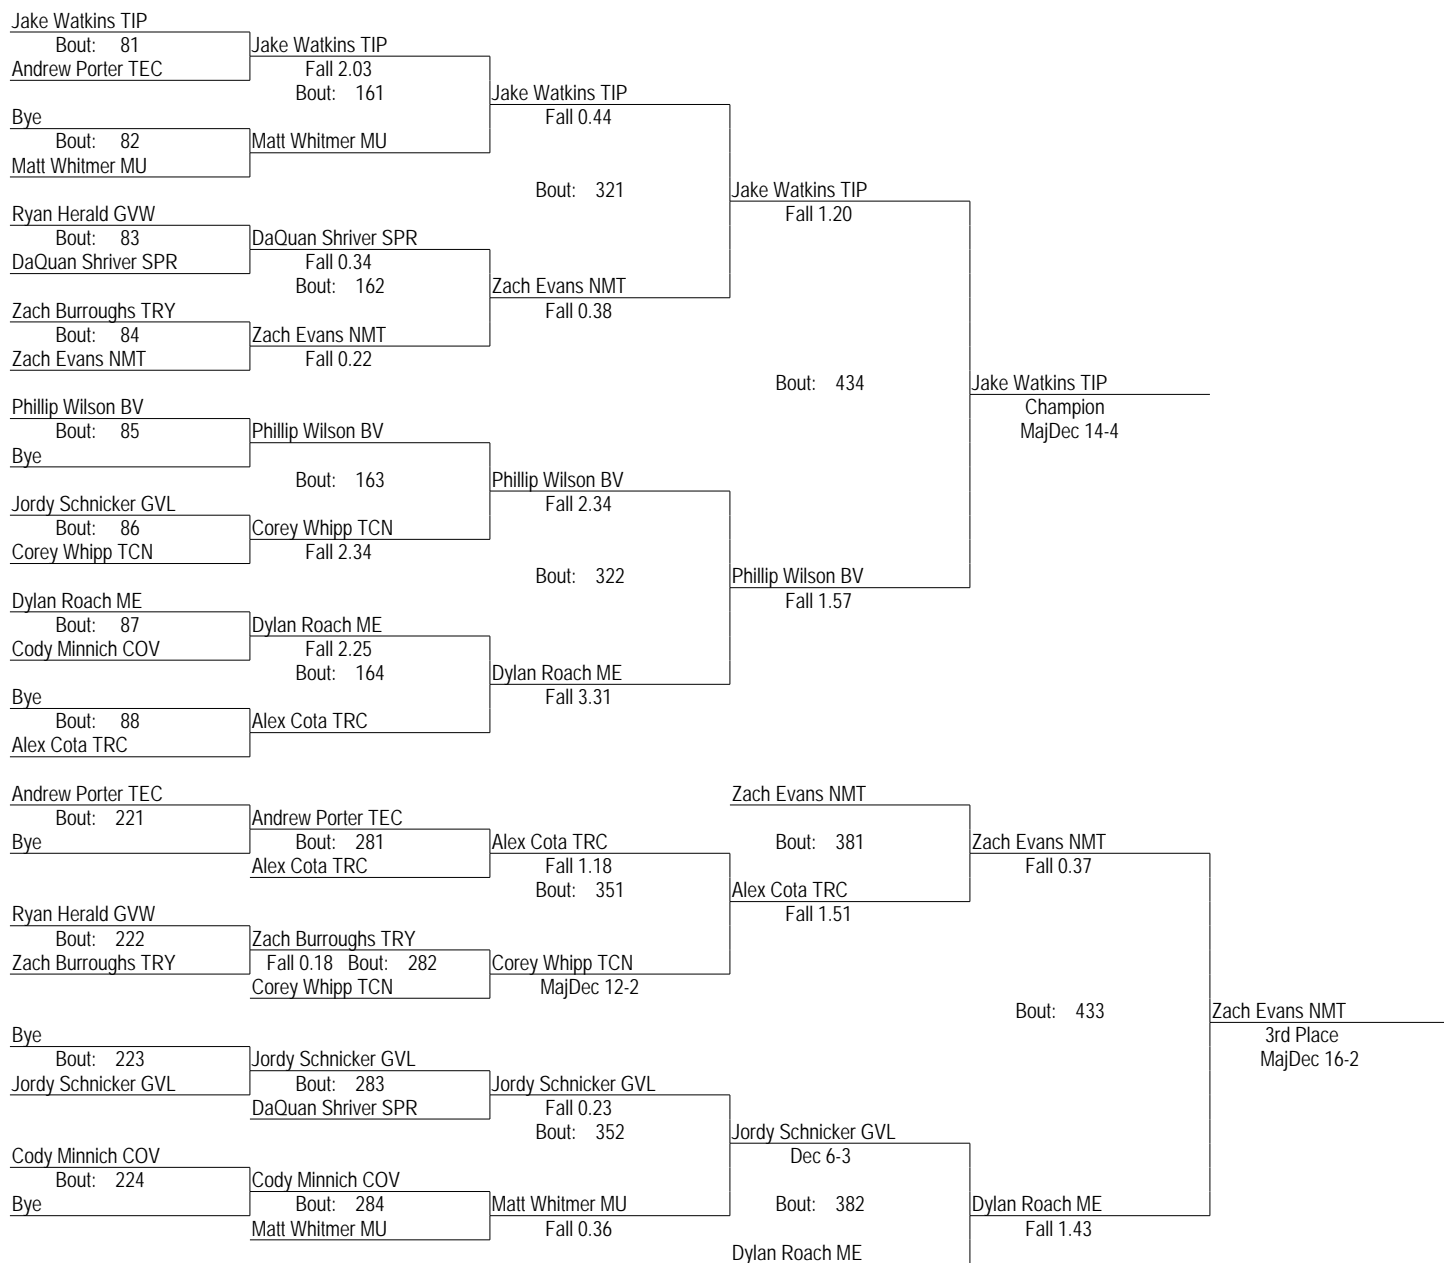 Jake Watkins TIP
Bout: 81
Jake Watkins TIP
Andrew Porter TEC
Fall 2.03
Bout: 161
Jake Watkins TIP
Bye
Fall 0.44
Bout: 82
Matt Whitmer MU
Matt Whitmer MU
Bout: 321
Jake Watkins TIP
Ryan Herald GVW
Fall 1.20
Bout: 83
DaQuan Shriver SPR
DaQuan Shriver SPR
Fall 0.34
Bout: 162
Zach Evans NMT
Zach Burroughs TRY
Fall 0.38
Bout: 84
Zach Evans NMT
Zach Evans NMT
Fall 0.22
Bout: 434
Jake Watkins TIP
Phillip Wilson BV
Champion
Bout: 85
Phillip Wilson BV
MajDec 14-4
Bye
Bout: 163
Phillip Wilson BV
Jordy Schnicker GVL
Fall 2.34
Bout: 86
Corey Whipp TCN
Corey Whipp TCN
Fall 2.34
Bout: 322
Phillip Wilson BV
Dylan Roach ME
Fall 1.57
Bout: 87
Dylan Roach ME
Cody Minnich COV
Fall 2.25
Bout: 164
Dylan Roach ME
Bye
Fall 3.31
Bout: 88
Alex Cota TRC
Alex Cota TRC
Andrew Porter TEC
Zach Evans NMT
Bout: 221
Andrew Porter TEC
Bye
Bout: 281
Alex Cota TRC
Bout: 381
Zach Evans NMT
Alex Cota TRC
Fall 1.18
Fall 0.37
Bout: 351
Alex Cota TRC
Ryan Herald GVW
Fall 1.51
Bout: 222
Zach Burroughs TRY
Zach Burroughs TRY
Fall 0.18 Bout: 282
Corey Whipp TCN
Corey Whipp TCN
MajDec 12-2
Bout: 433
Zach Evans NMT
Bye
3rd Place
Bout: 223
Jordy Schnicker GVL
MajDec 16-2
Jordy Schnicker GVL
Bout: 283
Jordy Schnicker GVL
DaQuan Shriver SPR
Fall 0.23
Bout: 352
Jordy Schnicker GVL
Cody Minnich COV
Dec 6-3
Bout: 224
Cody Minnich COV
Bye
Bout: 284
Matt Whitmer MU
Bout: 382
Dylan Roach ME
Matt Whitmer MU
Fall 0.36
Fall 1.43
Dylan Roach ME